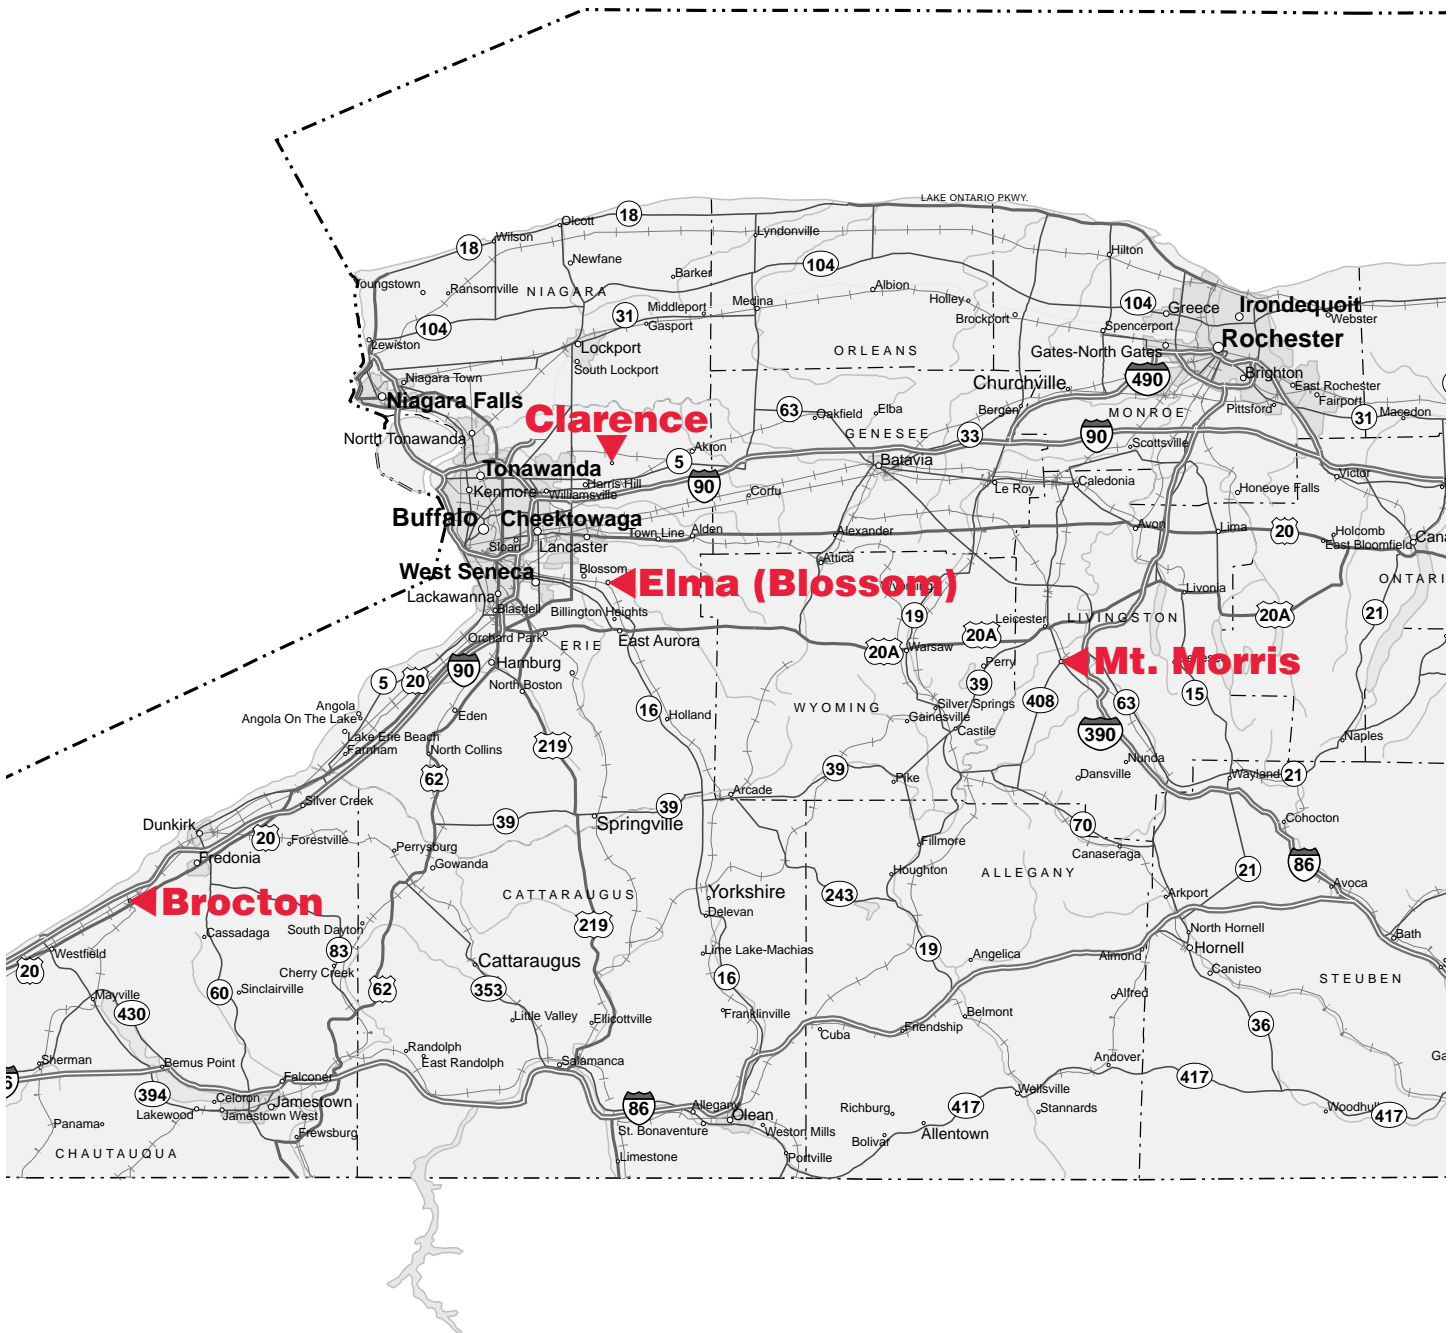 LAKE ONTARIO PKWY.
18
Olcott
Wilson
18
Lyndonville
Hilton
Newfane
Barker
104
Youngstown
Ransomville
NIAGARA
Albion
Holley
104
Irondequoit
Middleport
Medina
Greece
Webster
31
Gasport
Brockport
Spencerport
104
Rochester
Lewiston
Lockport
ORLEANS
Gates-North Gates
South Lockport
Niagara Town
Churchville
490
Brighton
East Rochester
Niagara Falls
Fairport
63
Oakfield
Elba
Bergen
MONROE
Pittsford
Macedon
31
Clarence
North Tonawanda
GENESEE
33
90
Scottsville
Akron
5
Batavia
Tonawanda
Victor
Harris Hill
90
Corfu
Le Roy
Caledonia
Honeoye Falls
Kenmore
Williamsville
Buffalo
Cheektowaga
Town Line
Alden
Alexander
Avon
Lima
20
Holcomb
East Bloomfield
Cana
Sloan
Lancaster
Attica
West Seneca
Blossom
Elma (Blossom)
ONTARI
Lackawanna
Livonia
Blasdell
Billington Heights
19
Leicester
LIVINGSTON
20A
21
Orchard Park
ERIE
East Aurora
20A
20A
Warsaw
Hamburg
90
Perry
Mt. Morris
5
20
North Boston
39
408
63
15
Angola
Angola On The Lake
Eden
16
Holland
WYOMING
Silver Springs
Gainesville
Castile
390
Lake Erie Beach
Farnham
North Collins
219
Naples
62
39
Pike
Nunda
Dansville
Wayland
21
Arcade
Silver Creek
39
39
Dunkirk
20
Forestville
Springville
70
Cohocton
Fredonia
Perrysburg
Gowanda
Fillmore
Canaseraga
86
Houghton
ALLEGANY
21
Brocton
CATTARAUGUS
Yorkshire
243
Arkport
Avoca
Delevan
219
Cassadaga
South Dayton
North Hornell
Bath
Westfield
83
Lime Lake-Machias
19
Angelica
Almond
Hornell
20
Cherry Creek
Cattaraugus
Canisteo
STEUBEN
Mayville
60
Sinclairville
62
353
16
Alfred
430
Little Valley
Ellicottville
Franklinville
Belmont
36
Cuba
Friendship
Sherman
Bemus Point
Randolph
East Randolph
Salamanca
Andover
Ga
6
Falconer
417
394
Celoron
Jamestown
86
Allegany
Olean
Richburg
417
Wellsville
Stannards
Woodhull
417
Lakewood
Jamestown West
Panama
Frewsburg
St. Bonaventure
Weston Mills
Bolivar
Allentown
CHAUTAUQUA
Limestone
Portville